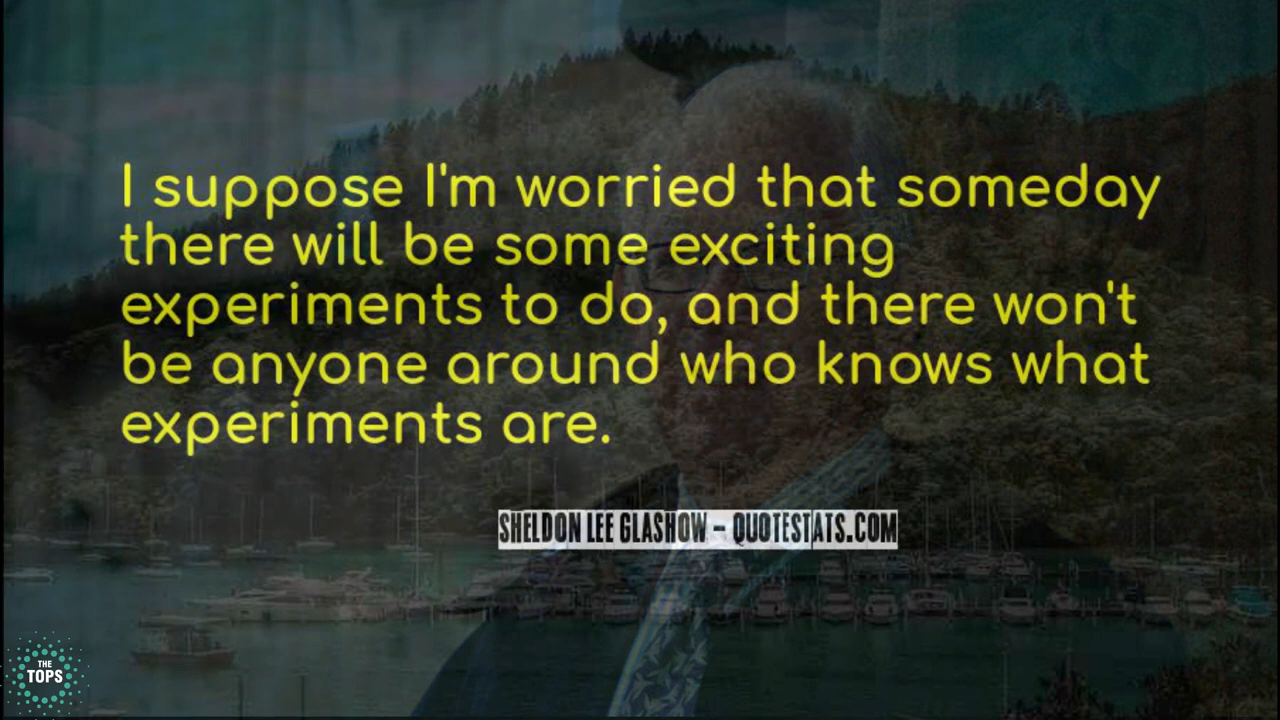 I suppose I'm worried that someday
there will be some exciting
experiments to do, and there won't
be anyone around who knows what
experiments are.
SHELDON LEE GLASHOW - QUOTESTATS.COM
THE
TOPS